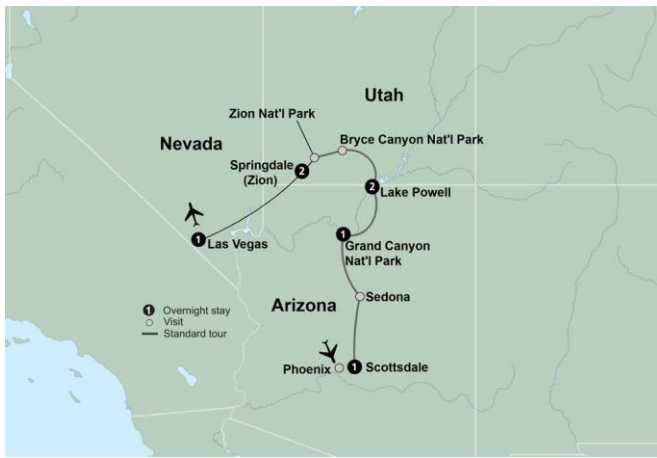 Utah
Zion Nat'l Park
Nevada
Bryce Canyon Nat'l Park
Springdale
(Zion)
2
2
Lake Powell
1
Las Vegas
1
Grand Canyon
Nat'l Park
Arizona
Sedona
1 Overnight stay
Visit
Standard tour
Phoenix
1
Scottsdale